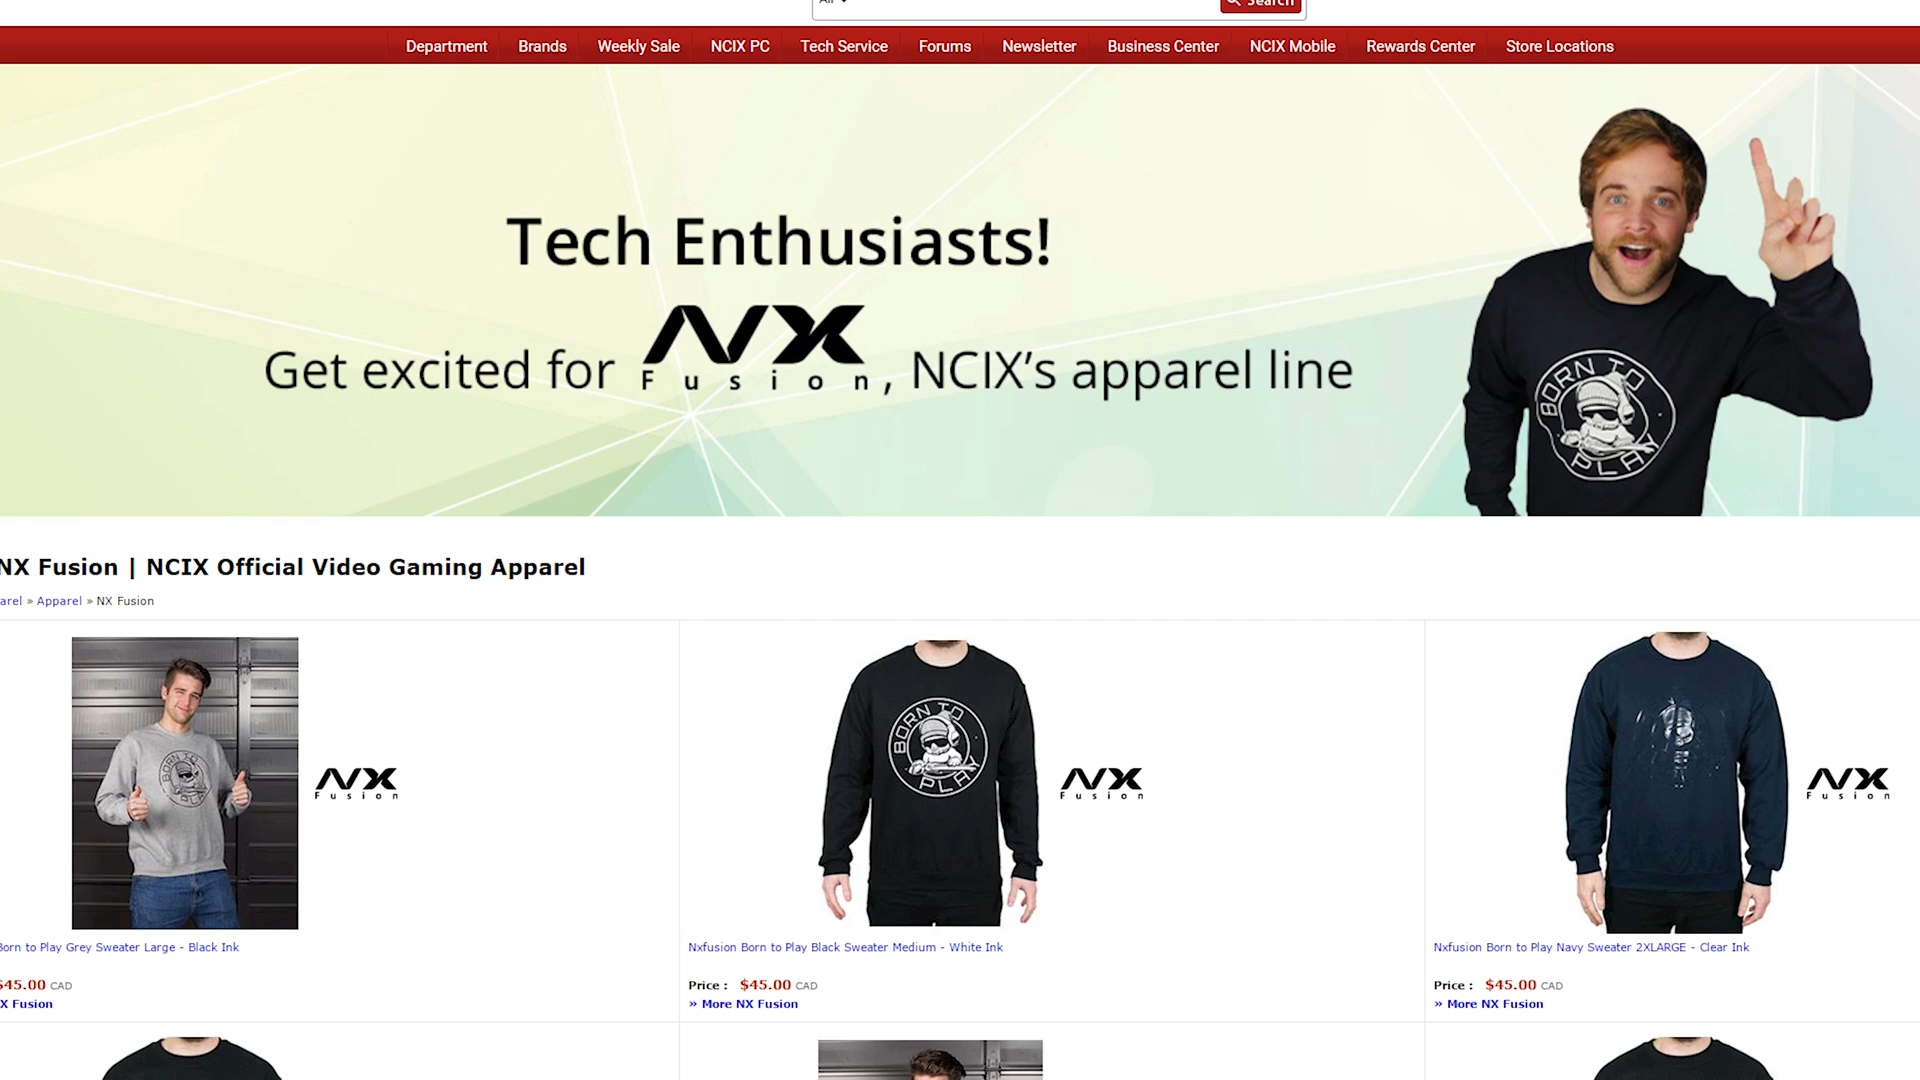 All
Search
Department Brands Weekly Sale NCIX PC Tech Service Forums Newsletter Business Center NCIX Mobile Rewards Center Store Locations
Tech Enthusiasts!
Get excited for NX Fusion, NCIX's apparel line
BORN TO PLAY
NX Fusion | NCIX Official Video Gaming Apparel
arel » Apparel » NX Fusion
BORN TO PLAY
NX Fusion
BORN TO PLAY
NX Fusion
NX Fusion
Born to Play Grey Sweater Large - Black Ink
Nxfusion Born to Play Black Sweater Medium - White Ink
Nxfusion Born to Play Navy Sweater 2XLARGE - Clear Ink
$45.00 CAD
Price : $45.00 CAD
Price : $45.00 CAD
X Fusion
» More NX Fusion
» More NX Fusion